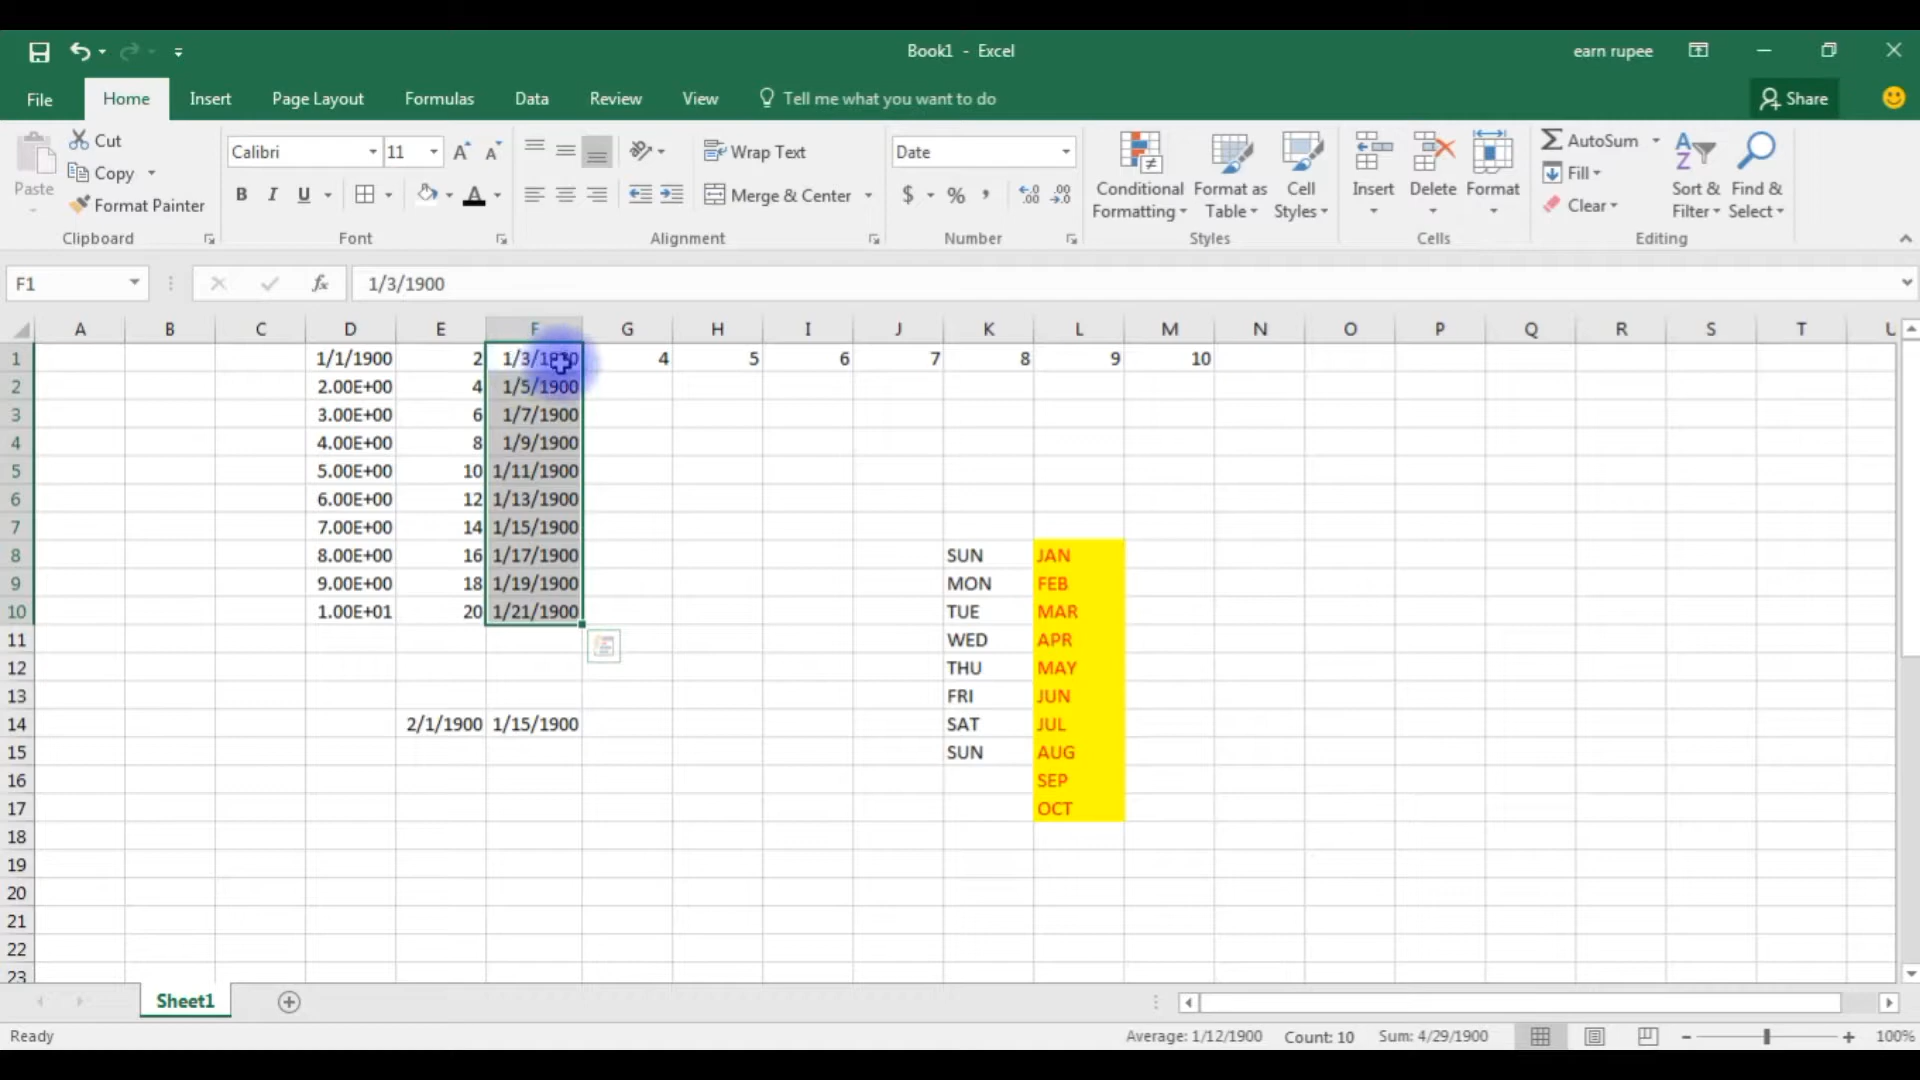 Book1 - Excel
earn rupee
File Home Insert Page Layout Formulas Data Review View Tell me what you want to do Share
Paste
Cut
Copy
Format Painter
Clipboard
Calibri 11
B I U
Font
Wrap Text
Merge & Center
Alignment
Date
$ % ,
Number
Conditional Formatting
Format as Table
Cell Styles
Styles
Insert
Delete
Format
Cells
AutoSum
Fill
Clear
Sort & Filter
Find & Select
Editing
F1 fx 1/3/1900
A B C D E F G H I J K L M N O P Q R S T U
1 1/1/1900 2 1/3/1900 4 5 6 7 8 9 10
2 2.00E+00 4 1/5/1900
3 3.00E+00 6 1/7/1900
4 4.00E+00 8 1/9/1900
5 5.00E+00 10 1/11/1900
6 6.00E+00 12 1/13/1900
7 7.00E+00 14 1/15/1900
8 8.00E+00 16 1/17/1900 SUN JAN
9 9.00E+00 18 1/19/1900 MON FEB
10 1.00E+01 20 1/21/1900 TUE MAR
11 WED APR
12 THU MAY
13 FRI JUN
14 2/1/1900 1/15/1900 SAT JUL
15 SUN AUG
16 SEP
17 OCT
18
19
20
21
22
23
Sheet1
Ready Average: 1/12/1900 Count: 10 Sum: 4/29/1900 100%